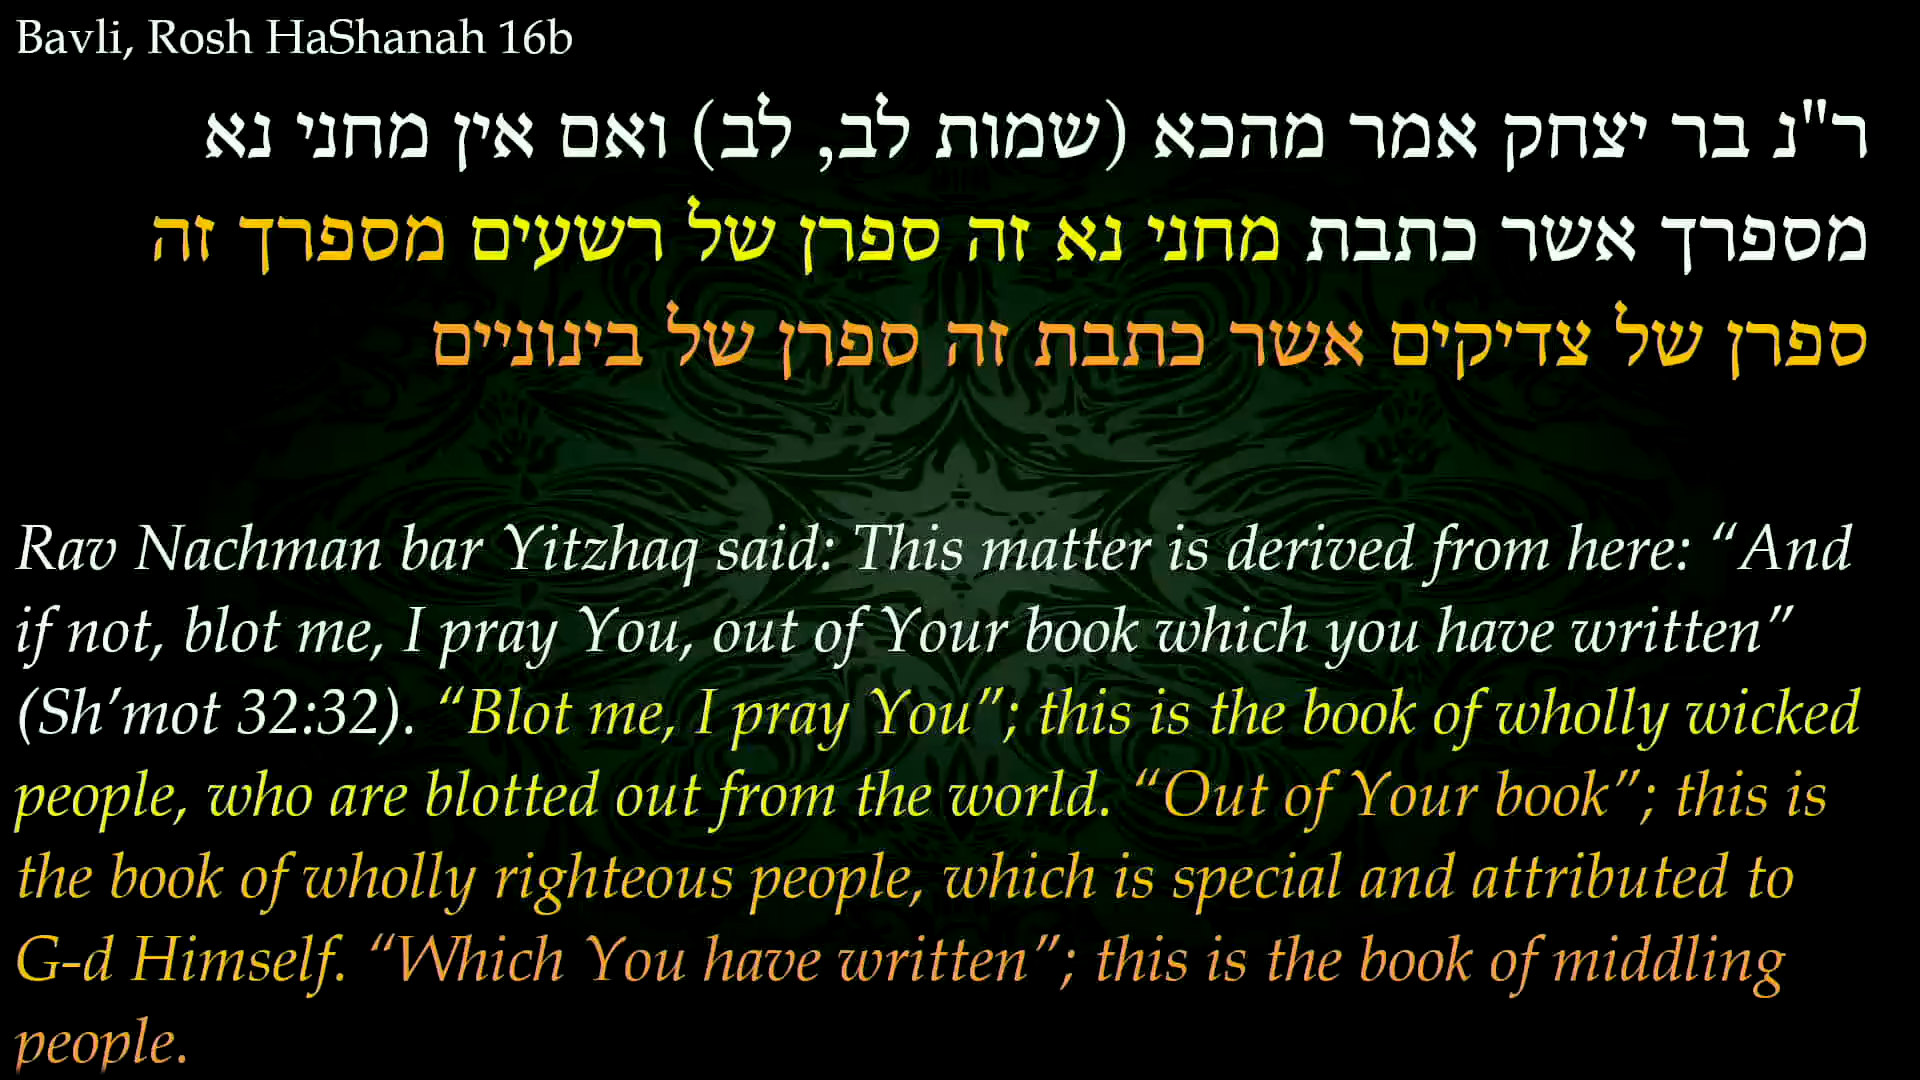 Bavli, Rosh HaShanah 16b
ר"נ בר יצחק אמר מהכא (שמות לב, לב) ואם אין מחני נא
מספרך אשר כתבת מחני נא זה ספרן של רשעים מספרך זה
ספרן של צדיקים אשר כתבת זה ספרן של בינוניים
Rav Nachman bar Yitzhaq said: This matter is derived from here: “And
if not, blot me, I pray You, out of Your book which you have written”
(Sh’mot 32:32). “Blot me, I pray You”; this is the book of wholly wicked
people, who are blotted out from the world. “Out of Your book”; this is
the book of wholly righteous people, which is special and attributed to
G-d Himself. “Which You have written”; this is the book of middling
people.